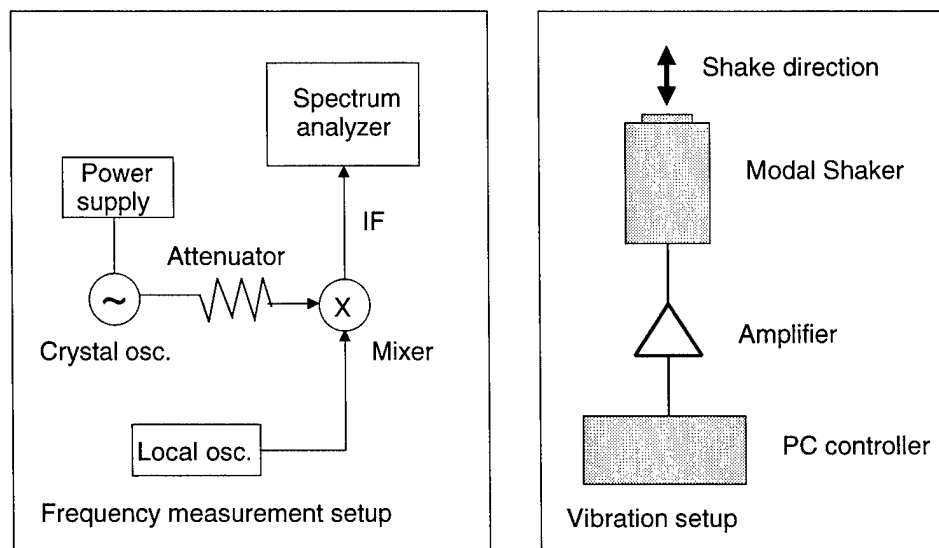 Spectrum
analyzer
Power
supply
IF
Attenuator
~
X
Crystal osc.
Mixer
Local osc.
Frequency measurement setup
Shake direction
Modal Shaker
Amplifier
PC controller
Vibration setup